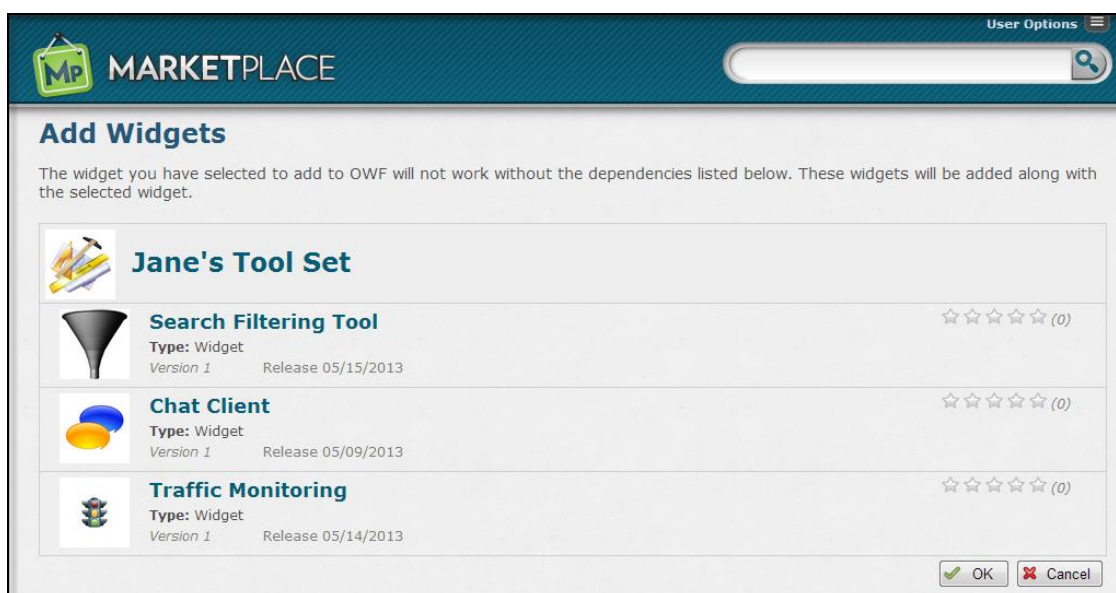 User Options
MP MARKETPLACE
Add Widgets
The widget you have selected to add to OWF will not work without the dependencies listed below. These widgets will be added along with
the selected widget.
Jane's Tool Set
Search Filtering Tool
(0)
Type: Widget
Version 1 Release 05/15/2013
Chat Client
(0)
Type: Widget
Version 1 Release 05/09/2013
Traffic Monitoring
(0)
Type: Widget
Version 1 Release 05/14/2013
OK Cancel